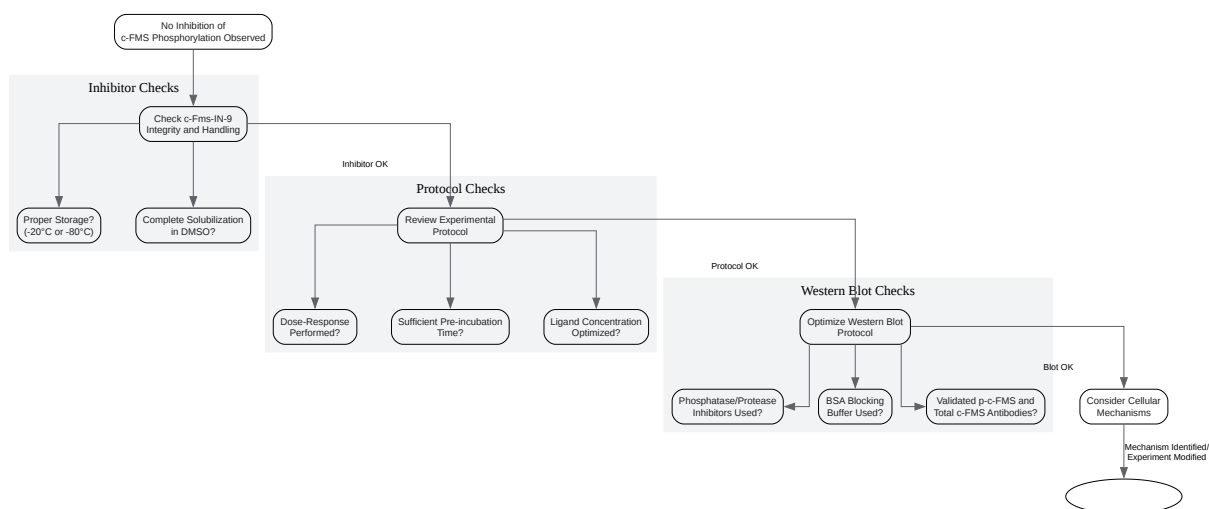 No Inhibition of
c-FMS Phosphorylation Observed
Inhibitor Checks
Check c-Fms-IN-9
Integrity and Handling
Inhibitor OK
Proper Storage?
(-20°C or -80°C)
Complete Solubilization
in DMSO?
Protocol Checks
Review Experimental
Protocol
Protocol OK
Dose-Response
Performed?
Sufficient Pre-incubation
Time?
Ligand Concentration
Optimized?
Western Blot Checks
Optimize Western Blot
Protocol
Blot OK
Phosphatase/Protease
Inhibitors Used?
BSA Blocking
Buffer Used?
Validated p-c-FMS and
Total c-FMS Antibodies?
Consider Cellular
Mechanisms
Mechanism Identified/
Experiment Modified